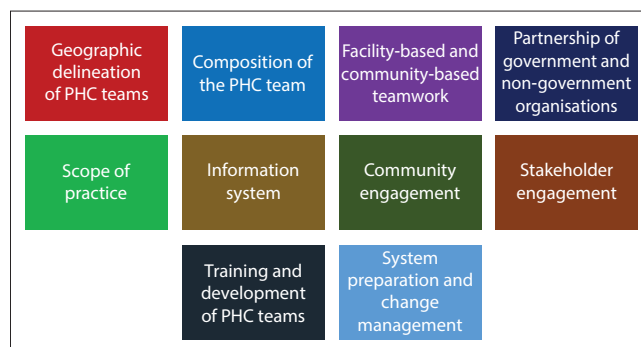 Geographic
delineation
of PHC teams
Composition of
the PHC team
Facility-based and
community-based
teamwork
Partnership of
government and
non-government
organisations
Scope of
practice
Information
system
Community
engagement
Stakeholder
engagement
Training and
development
of PHC teams
System
preparation and
change
management